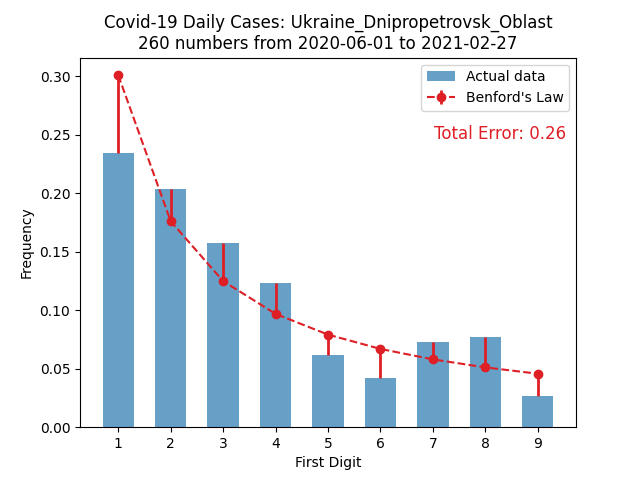 Covid-19 Daily Cases: Ukraine_Dnipropetrovsk_Oblast
260 numbers from 2020-06-01 to 2021-02-27
Actual data
Benford's Law
Total Error: 0.26
Frequency
0.30
0.25
0.20
0.15
0.10
0.05
0.00
1 2 3 4 5 6 7 8 9
First Digit